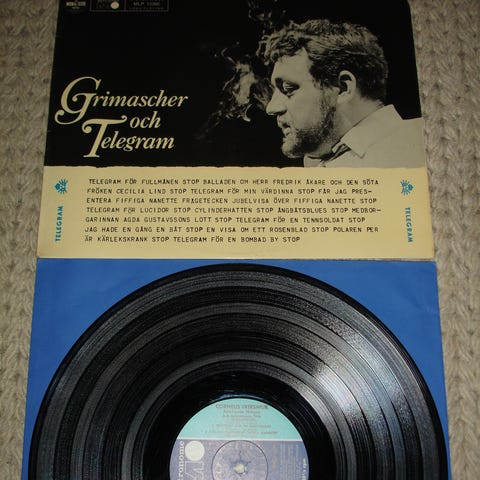 MLP 15590
Grimascher
och
Telegram
TELEGRAM FÖR FULLMÅNEN STOP BALLADEN OM HERR FREDRIK ÅKARE OCH DEN SÖTA
FRÖKEN CECILIA LIND STOP TELEGRAM FÖR MIN VÄRDINNA STOP FÅR JAG PRES-
ENTERA FIFFIGA NANETTE FRÅGETECKEN JUBELVISA ÖVER FIFFIGA NANETTE STOP
TELEGRAM FÖR LUCIDOR STOP CYLINDERHATTEN STOP ÅNGBÅTSBLUES STOP MEDBOR-
GARINNAN AGDA GUSTAVSSONS LOTT STOP TELEGRAM FÖR EN TENNSOLDAT STOP
JAG HADE EN GÅNG EN BÅT STOP EN VISA OM ETT ROSENBLAD STOP POLAREN PER
ÄR KÄRLEKSKRANK STOP TELEGRAM FÖR EN BOMBAD BY STOP
TELEGRAM
TELEGRAM
CORNELIS VREESWIJK